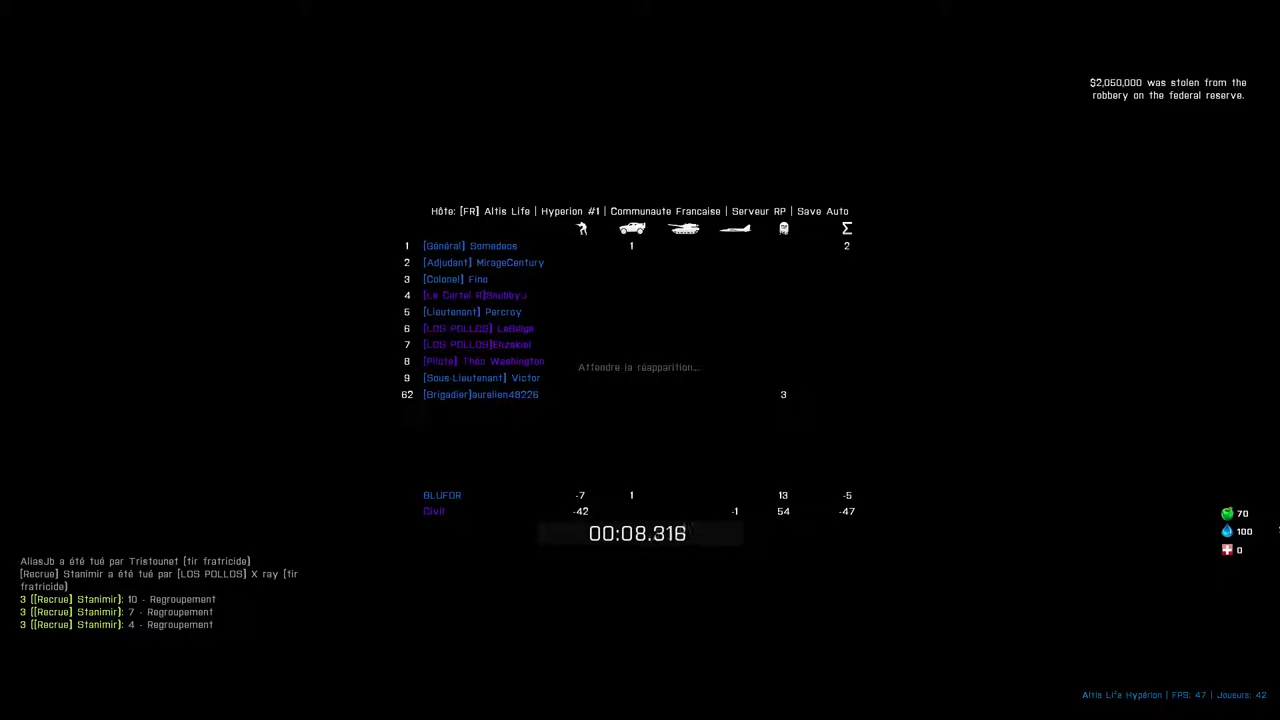 $2,050,000 was stolen from the
robbery on the federal reserve.
Hôte: [FR] Altis Life | Hyperion #1 | Communaute Francaise | Serveur RP | Save Auto
Σ
1 [Général] Somedocs 1 2
2 [Adjudant] MirageCentury
3 [Colonel] Fino
4 [Le Cartel R]SnobbyJ
5 [Lieutenant] Percroy
6 [LOS POLLOS] LeBelge
7 [LOS POLLOS]Enzekiel
8 [Pilote] Théo Washington
Attendre la réapparition...
9 [Sous-Lieutenant] Victor
62 [Brigadier]aurelien48226 3
BLUFOR -7 1 13 -5
Civil -42 -1 54 -47
00:08.316
70
100
0
AliasJb a été tué par Tristounet (tir fratricide)
[Recrue] Stanimir a été tué par [LOS POLLOS] X ray (tir
fratricide)
3 ([Recrue] Stanimir): 10 - Regroupement
3 ([Recrue] Stanimir): 7 - Regroupement
3 ([Recrue] Stanimir): 4 - Regroupement
Altis Life Hypérion | FPS: 47 | Joueurs: 42